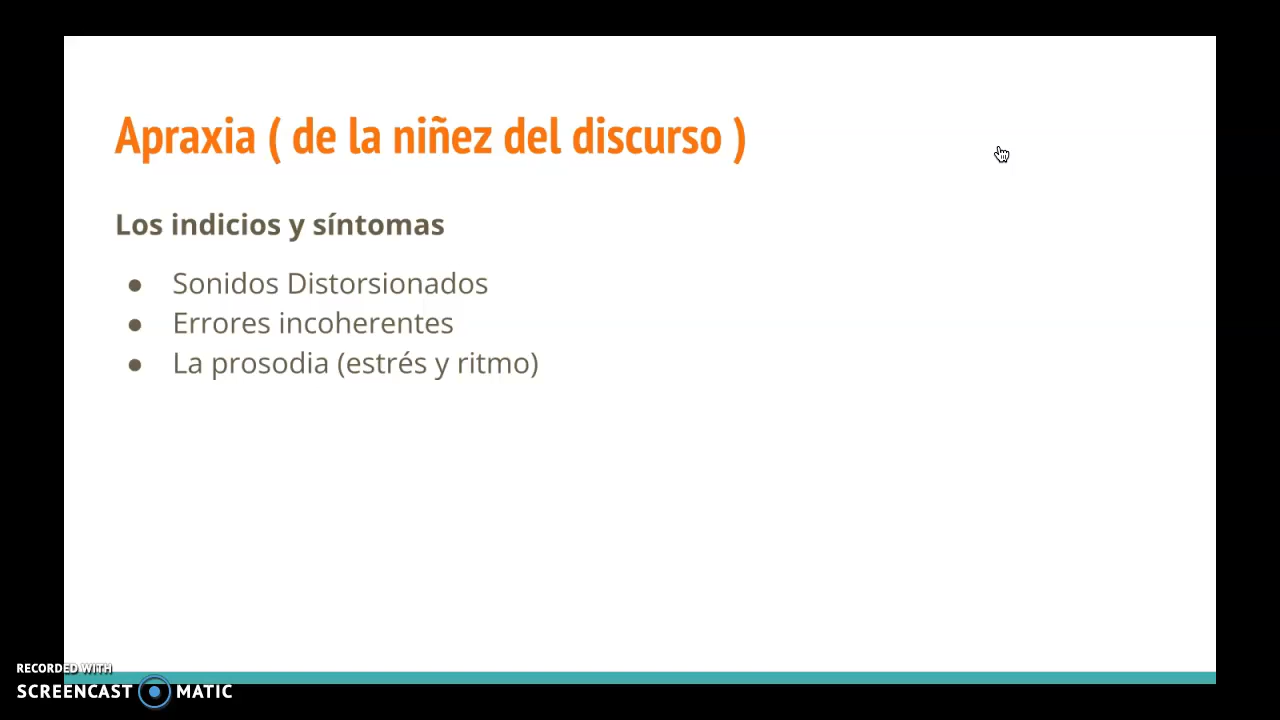 Apraxia ( de la niñez del discurso )
Los indicios y síntomas
● Sonidos Distorsionados
● Errores incoherentes
● La prosodia (estrés y ritmo)
RECORDED WITH
SCREENCAST MATIC